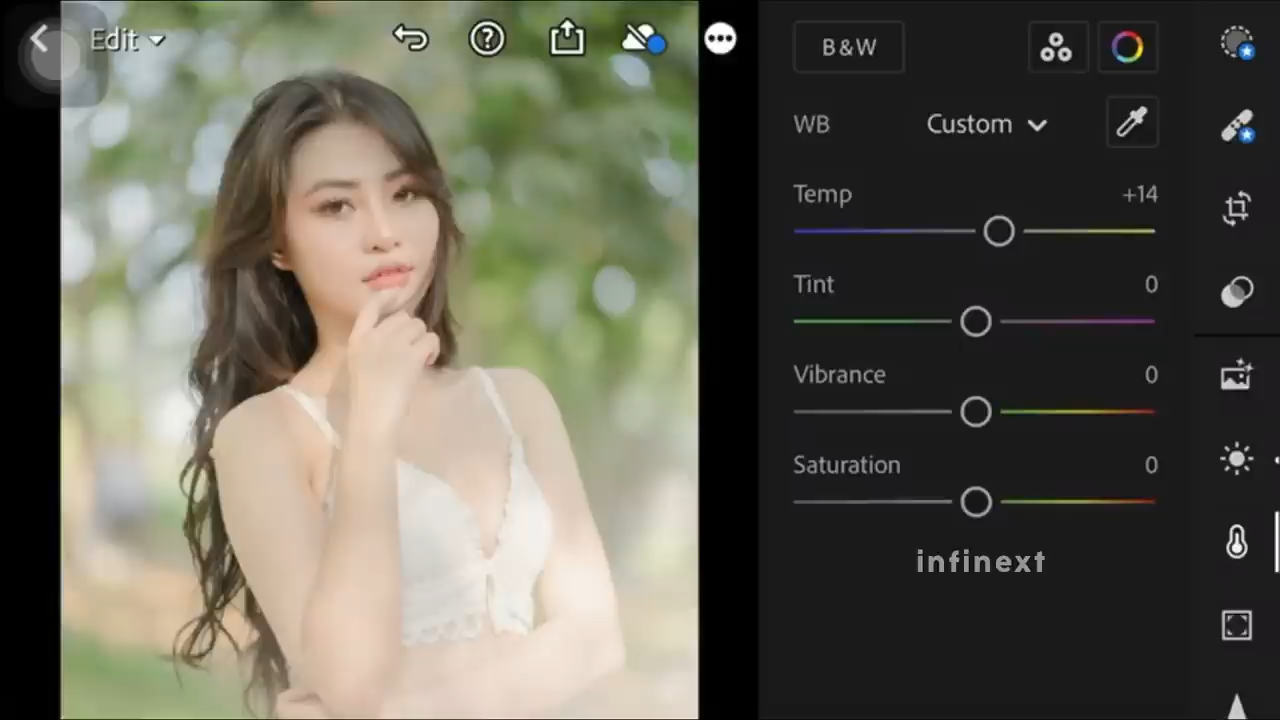 Edit
B&W
WB
Custom
Temp
+14
Tint
0
Vibrance
0
Saturation
0
infinext